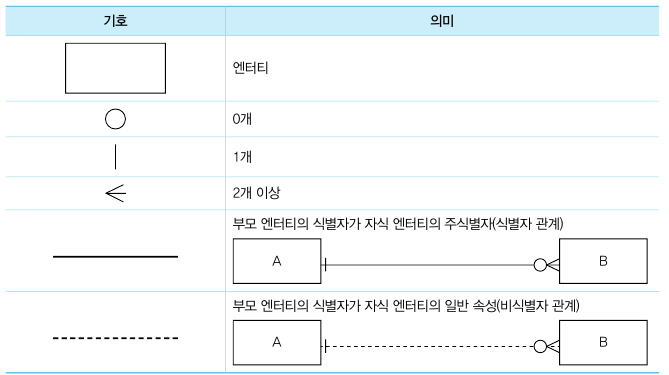 기호
의미
엔터티
0개
1개
2개 이상
부모 엔터티의 식별자가 자식 엔터티의 주식별자(식별자 관계)
A
B
부모 엔터티의 식별자가 자식 엔터티의 일반 속성(비식별자 관계)
A
B